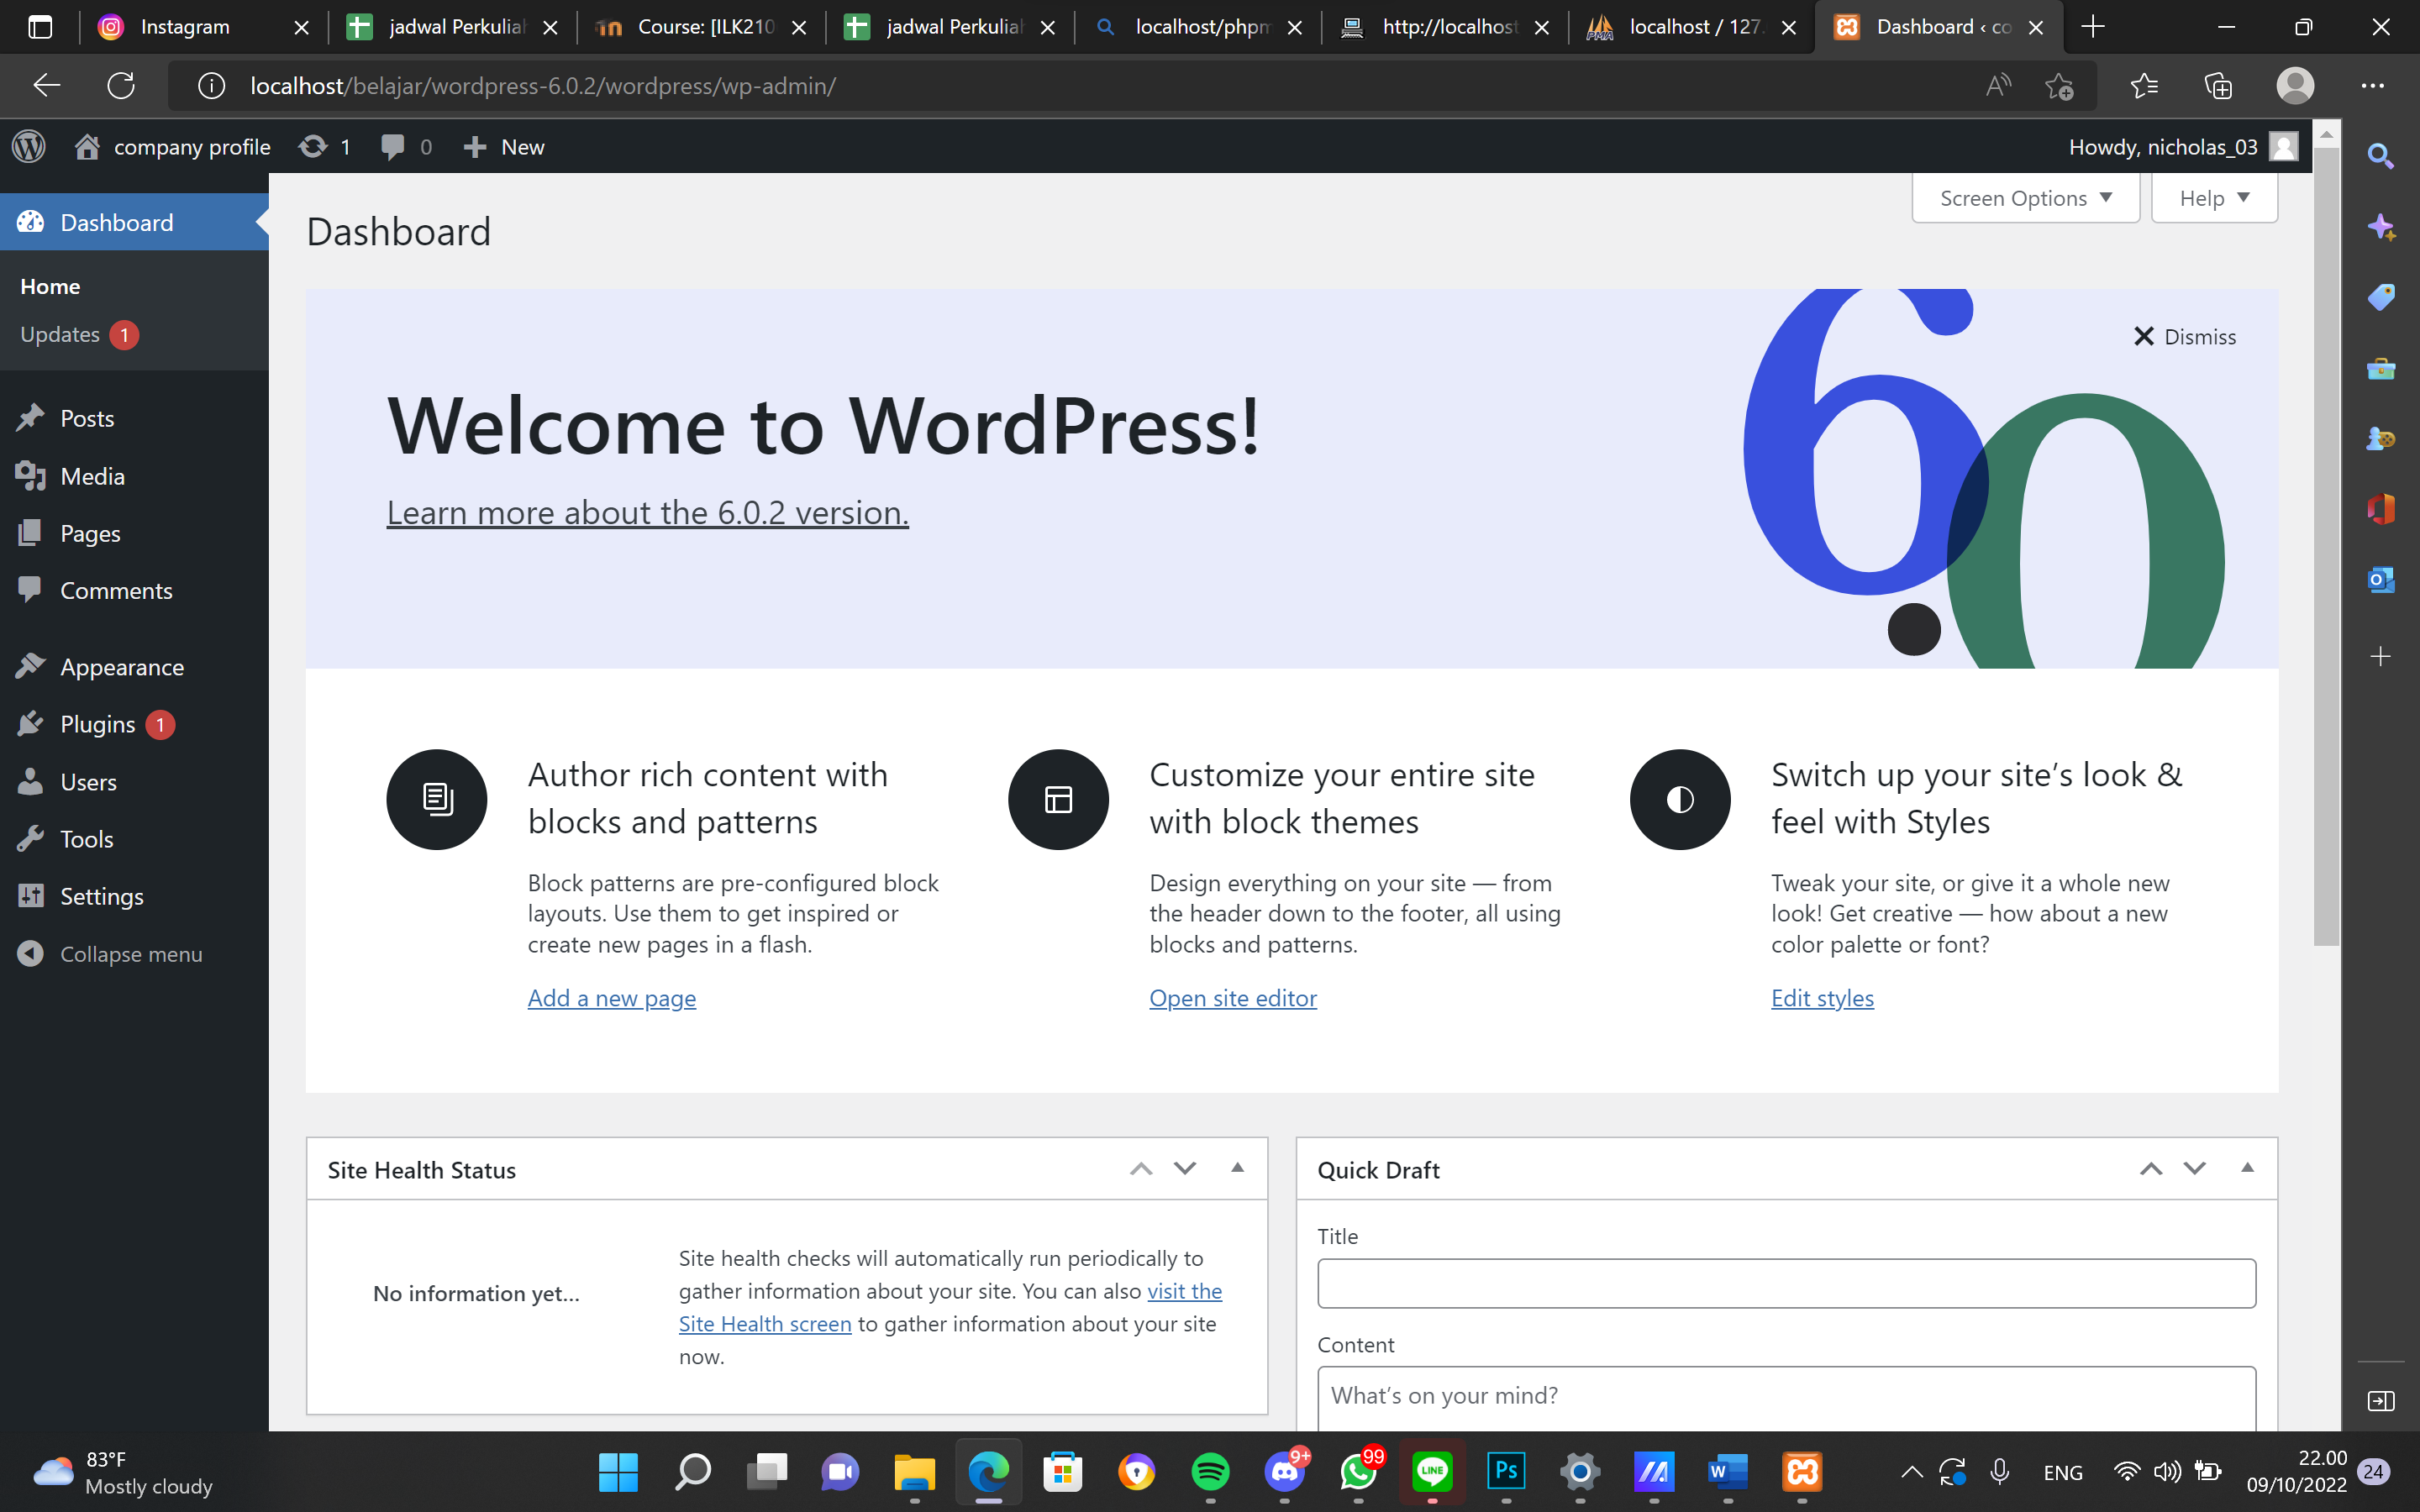 Instagram
jadwal Perkuliah
Course: [ILK210
jadwal Perkuliah
localhost/phpm
http://localhost
localhost / 127.
Dashboard ‹ co
localhost/belajar/wordpress-6.0.2/wordpress/wp-admin/
company profile
1
0
New
Howdy, nicholas_03
Screen Options
Help
Dashboard
Home
Updates 1
Posts
Media
Pages
Comments
Appearance
Plugins 1
Users
Tools
Settings
Collapse menu
Dashboard
6.0
Dismiss
Welcome to WordPress!
Learn more about the 6.0.2 version.
Author rich content with
blocks and patterns
Block patterns are pre-configured block
layouts. Use them to get inspired or
create new pages in a flash.
Add a new page
Customize your entire site
with block themes
Design everything on your site — from
the header down to the footer, all using
blocks and patterns.
Open site editor
Switch up your site’s look &
feel with Styles
Tweak your site, or give it a whole new
look! Get creative — how about a new
color palette or font?
Edit styles
Site Health Status
No information yet...
Site health checks will automatically run periodically to
gather information about your site. You can also visit the
Site Health screen to gather information about your site
now.
Quick Draft
Title
Content
What’s on your mind?
83°F
Mostly cloudy
9+
99
LINE
Ps
W
ENG
22.00
09/10/2022
24